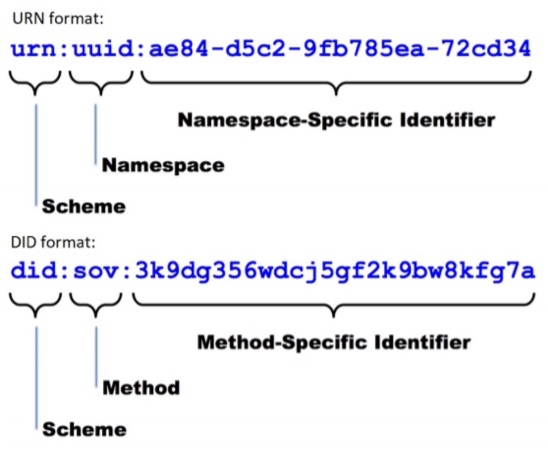 URN format:
urn:uuid:ae84-d5c2-9fb785ea-72cd34
Namespace-Specific Identifier
Namespace
Scheme
DID format:
did:sov:3k9dg356wdcj5gf2k9bw8kfg7a
Method-Specific Identifier
Method
Scheme